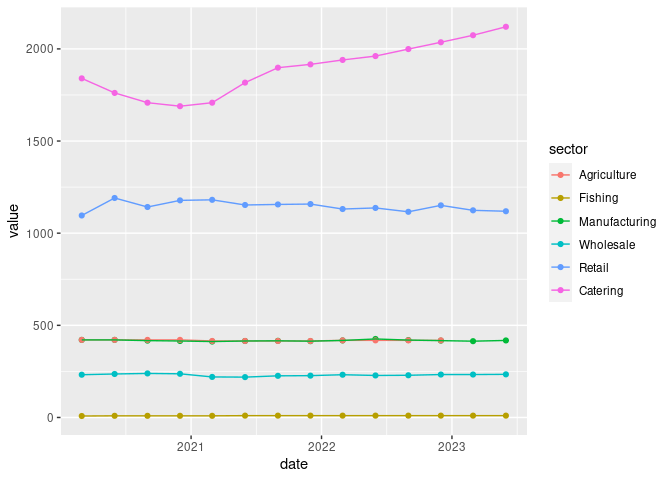 value
2000
1500
1000
500
0
2021
2022
2023
date
sector
Agriculture
Fishing
Manufacturing
Wholesale
Retail
Catering